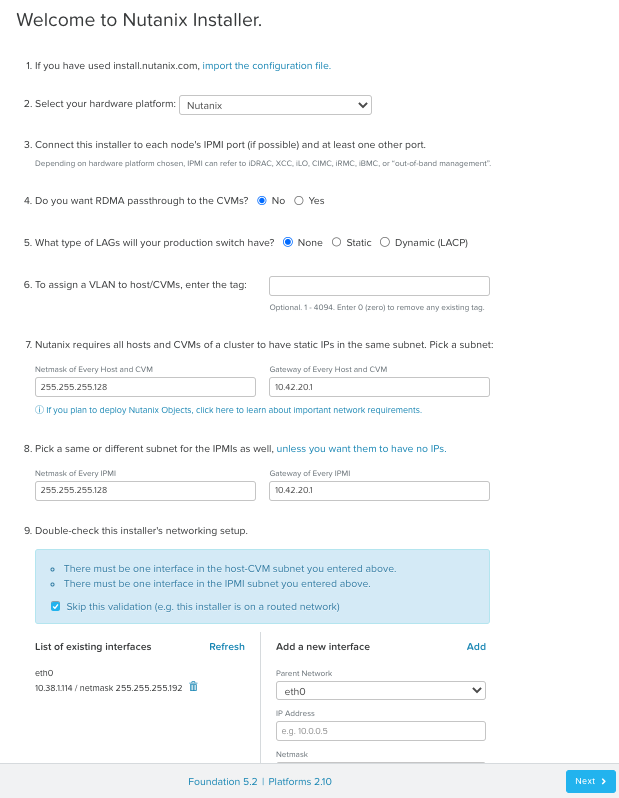 Welcome to Nutanix Installer.
1. If you have used install.nutanix.com, import the configuration file.
2. Select your hardware platform: Nutanix
3. Connect this installer to each node's IPMI port (if possible) and at least one other port.
Depending on hardware platform chosen, IPMI can refer to iDRAC, XCC, iLO, CIMC, iRMC, iBMC, or "out-of-band management".
4. Do you want RDMA passthrough to the CVMs? No Yes
5. What type of LAGs will your production switch have? None Static Dynamic (LACP)
6. To assign a VLAN to host/CVMs, enter the tag:
Optional. 1 - 4094. Enter 0 (zero) to remove any existing tag.
7. Nutanix requires all hosts and CVMs of a cluster to have static IPs in the same subnet. Pick a subnet:
Netmask of Every Host and CVM Gateway of Every Host and CVM
255.255.255.128 10.42.20.1
If you plan to deploy Nutanix Objects, click here to learn about important network requirements.
8. Pick a same or different subnet for the IPMIs as well, unless you want them to have no IPs.
Netmask of Every IPMI Gateway of Every IPMI
255.255.255.128 10.42.20.1
9. Double-check this installer's networking setup.
There must be one interface in the host-CVM subnet you entered above.
There must be one interface in the IPMI subnet you entered above.
Skip this validation (e.g. this installer is on a routed network)
List of existing interfaces Refresh
eth0
10.38.1.114 / netmask 255.255.255.192
Add a new interface Add
Parent Network
eth0
IP Address
e.g. 10.0.0.5
Netmask
Foundation 5.2 | Platforms 2.10
Next